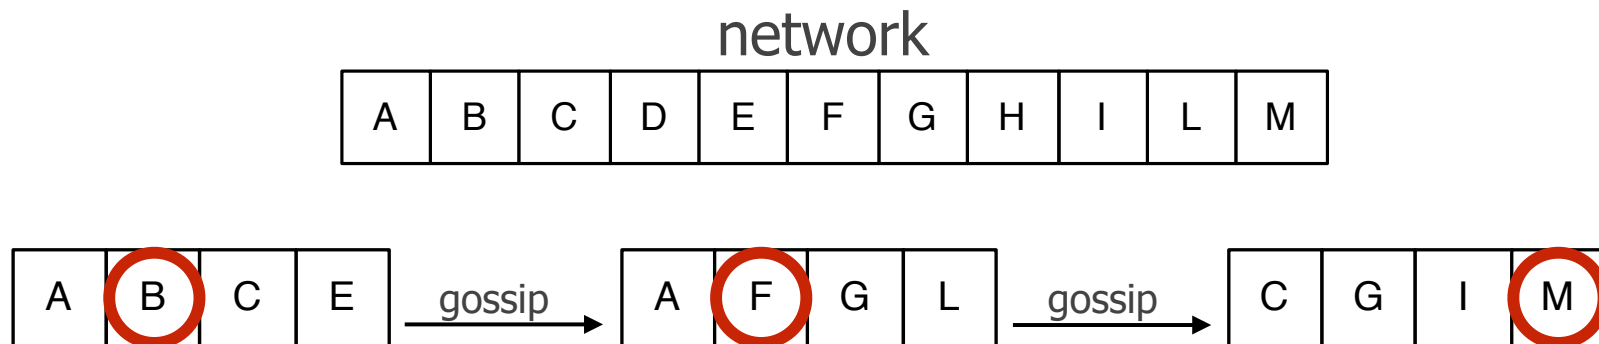 network
A B C D E F G H I L M
A B C E gossip A F G L gossip C G I M